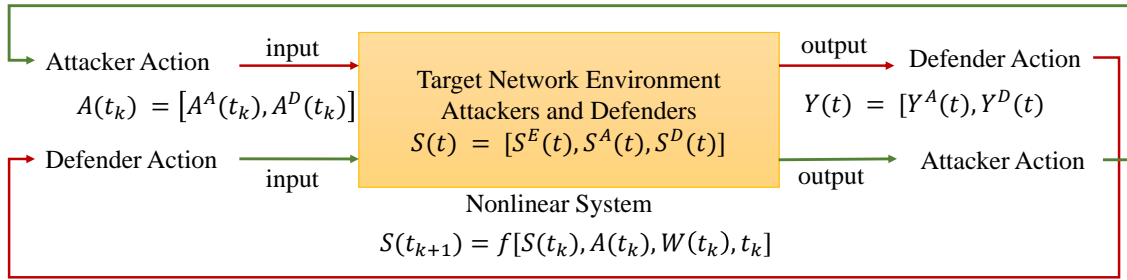 Attacker Action
input
A(t_k) = [A^A(t_k), A^D(t_k)]
Defender Action
input
Target Network Environment
Attackers and Defenders
S(t) = [S^E(t), S^A(t), S^D(t)]
Nonlinear System
S(t_{k+1}) = f[S(t_k), A(t_k), W(t_k), t_k]
output
Defender Action
Y(t) = [Y^A(t), Y^D(t)
output
Attacker Action